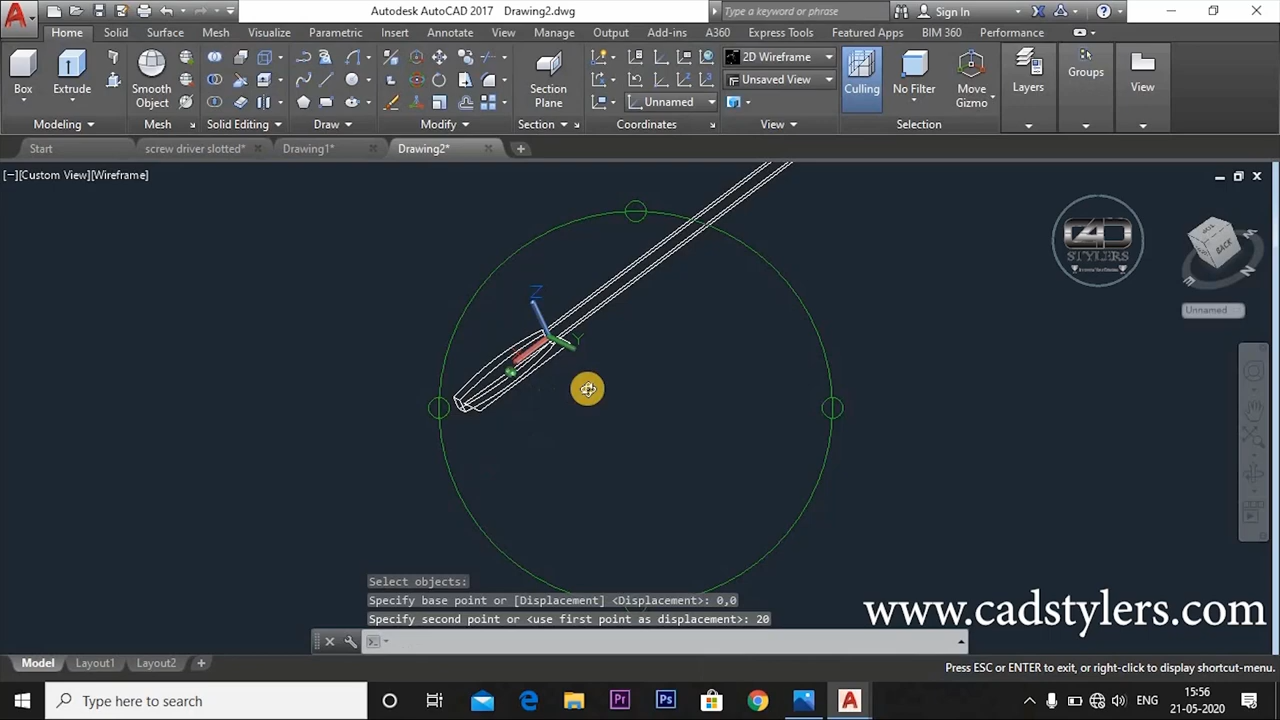 Autodesk AutoCAD 2017 Drawing2.dwg
Type a keyword or phrase
Sign In
Home Solid Surface Mesh Visualize Parametric Insert Annotate View Manage Output Add-ins A360 Express Tools Featured Apps BIM 360 Performance
2D Wireframe
Unsaved View
Unnamed
Box Extrude Smooth Object Section Plane Culling No Filter Move Gizmo Layers Groups View
Modeling Mesh Solid Editing Draw Modify Section Coordinates View Selection
Start screw driver slotted* Drawing1* Drawing2*
[−][Custom View][Wireframe]
CAD
STYLERS
BACK
Unnamed
Z
Y
Select objects:
Specify base point or [Displacement] <Displacement>: 0,0
Specify second point or <use first point as displacement>: 20
www.cadstylers.com
Model Layout1 Layout2
Press ESC or ENTER to exit, or right-click to display shortcut-menu.
Type here to search
Pr
Ps
ENG
15:56
21-05-2020